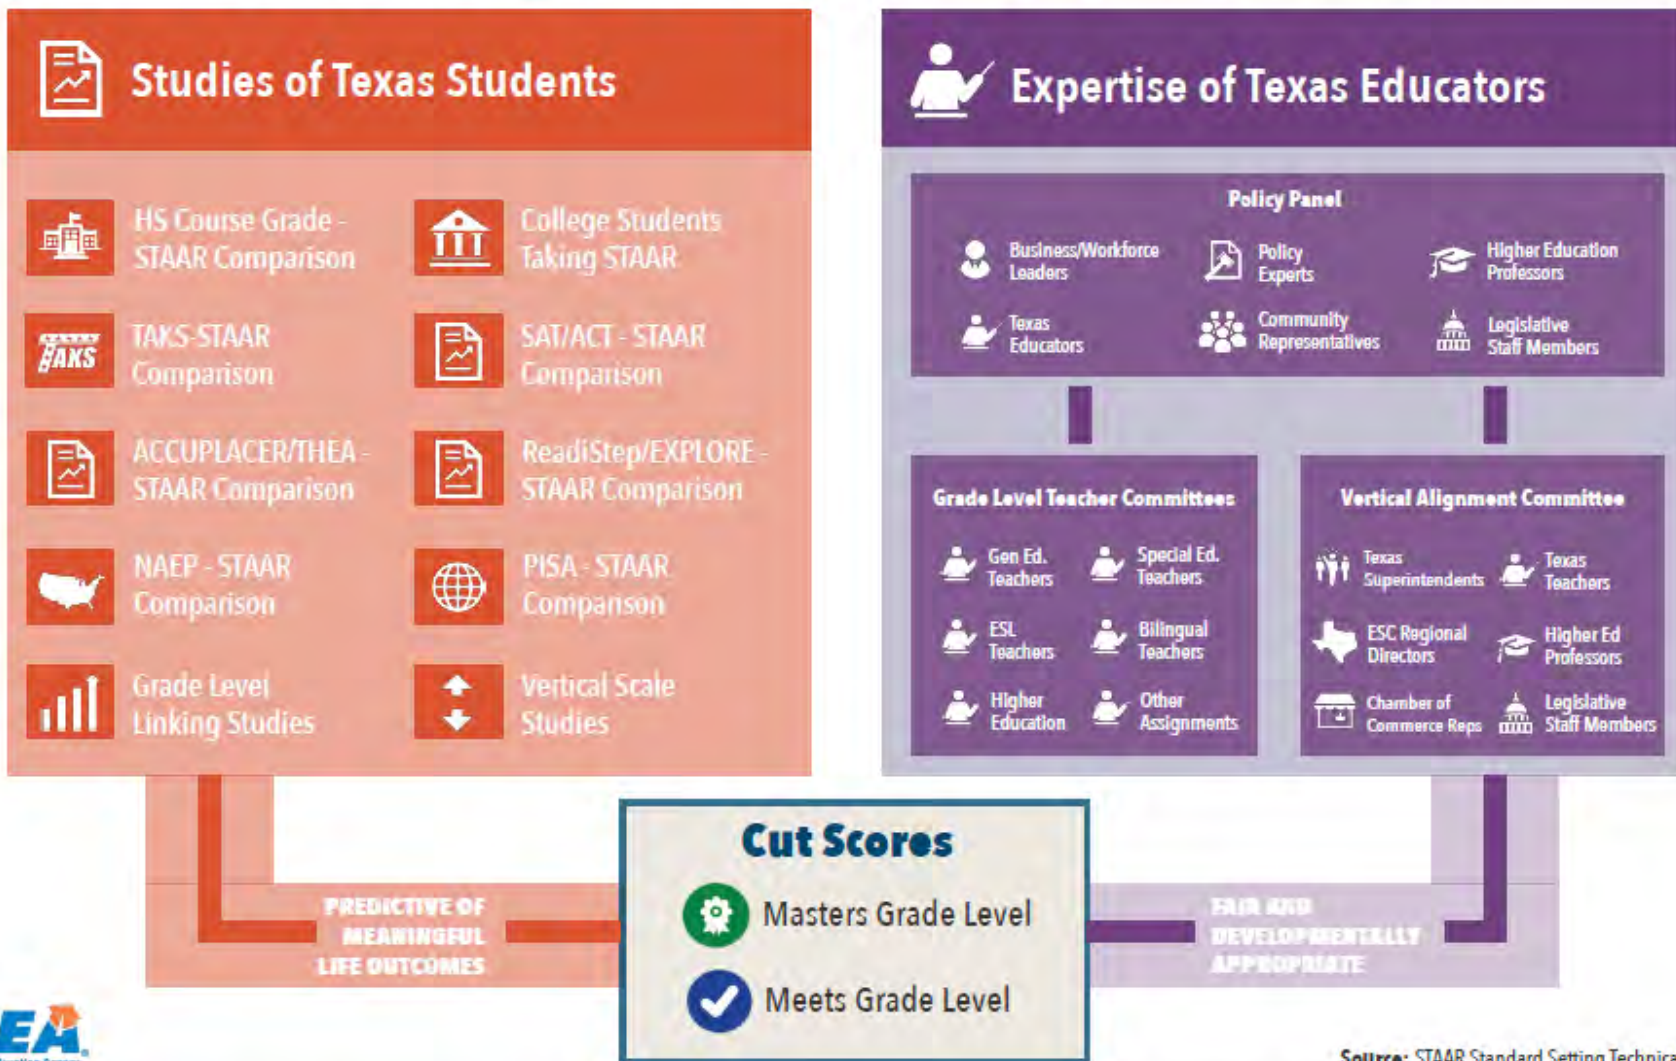 Studies of Texas Students
HS Course Grade -
STAAR Comparison
College Students
Taking STAAR
TAKS
TAKS-STAAR
Comparison
SAT/ACT - STAAR
Comparison
ACCUPLACER/THEA -
STAAR Comparison
ReadiStep/EXPLORE -
STAAR Comparison
NAEP - STAAR
Comparison
PISA - STAAR
Comparison
Grade Level
Linking Studies
Vertical Scale
Studies
Expertise of Texas Educators
Policy Panel
Business/Workforce
Leaders
Policy
Experts
Higher Education
Professors
Texas
Educators
Community
Representatives
Legislative
Staff Members
Grade Level Teacher Committees
Gen Ed.
Teachers
Special Ed.
Teachers
ESL
Teachers
Bilingual
Teachers
Higher
Education
Other
Assignments
Vertical Alignment Committee
Texas
Superintendents
Texas
Teachers
ESC Regional
Directors
Higher Ed
Professors
Chamber of
Commerce Reps
Legislative
Staff Members
PREDICTIVE OF
MEANINGFUL
LIFE OUTCOMES
Cut Scores
Masters Grade Level
Meets Grade Level
FAIR AND
DEVELOPMENTALLY
APPROPRIATE
EA
Source: STAAR Standard Setting Technica